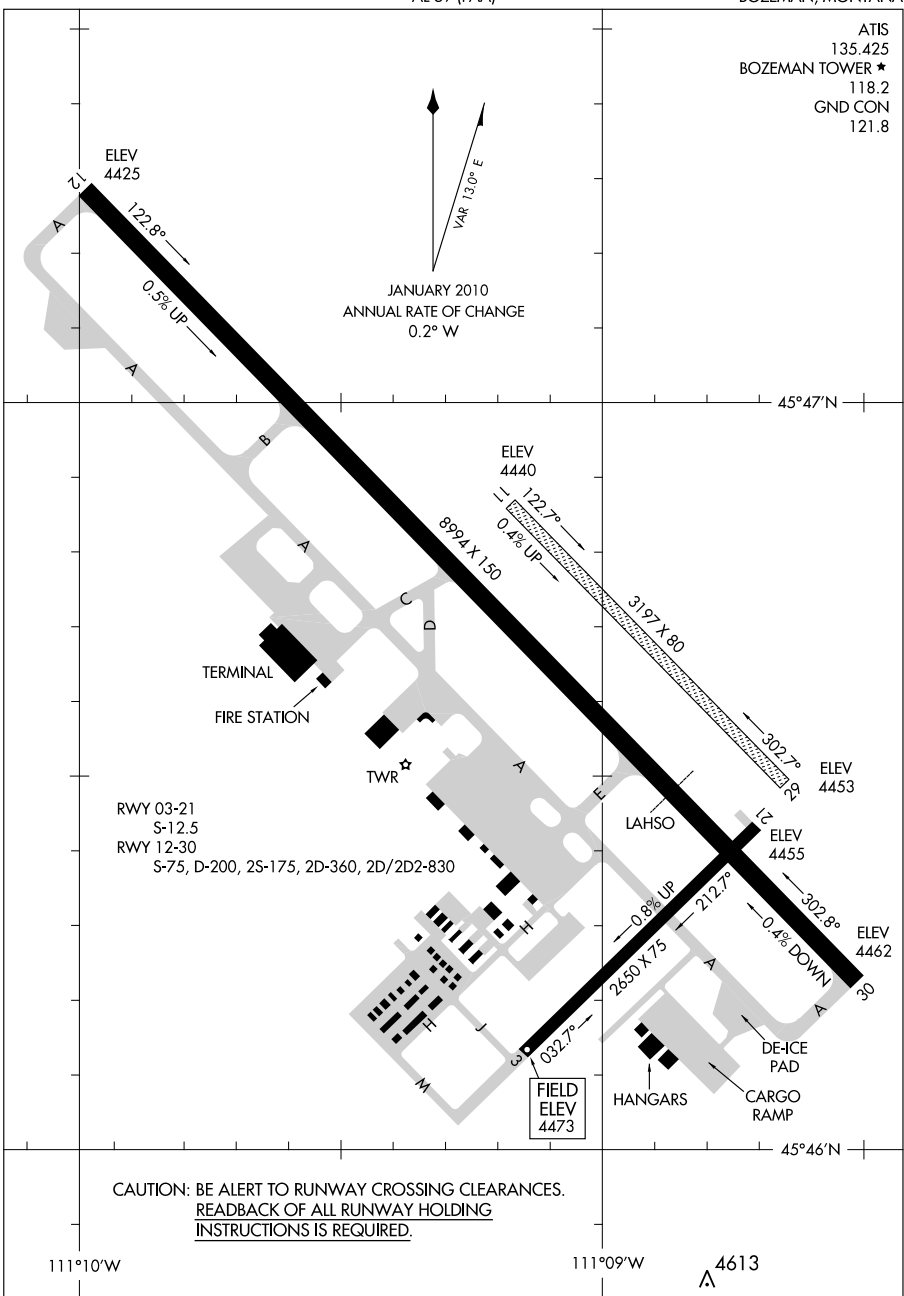 AL-57 (FAA)
BOZEMAN, MONTANA
ATIS
135.425
BOZEMAN TOWER ★
118.2
GND CON
121.8
ELEV
4425
12
122.8°
0.5% UP
A
A
VAR 13.0° E
JANUARY 2010
ANNUAL RATE OF CHANGE
0.2° W
45°47'N
B
ELEV
4440
11
122.7°
0.4% UP
8994 X 150
3197 X 80
A
C
D
TERMINAL
FIRE STATION
TWR
A
E
302.7°
29
ELEV
4453
LAHSO
21
ELEV
4455
RWY 03-21
S-12.5
RWY 12-30
S-75, D-200, 2S-175, 2D-360, 2D/2D2-830
0.8% UP
212.7°
302.8°
0.4% DOWN
ELEV
4462
30
H
2650 X 75
A
A
H
J
W
3
032.7°
FIELD
ELEV
4473
HANGARS
DE-ICE
PAD
CARGO
RAMP
45°46'N
CAUTION: BE ALERT TO RUNWAY CROSSING CLEARANCES.
READBACK OF ALL RUNWAY HOLDING
INSTRUCTIONS IS REQUIRED.
111°10'W
111°09'W
4613